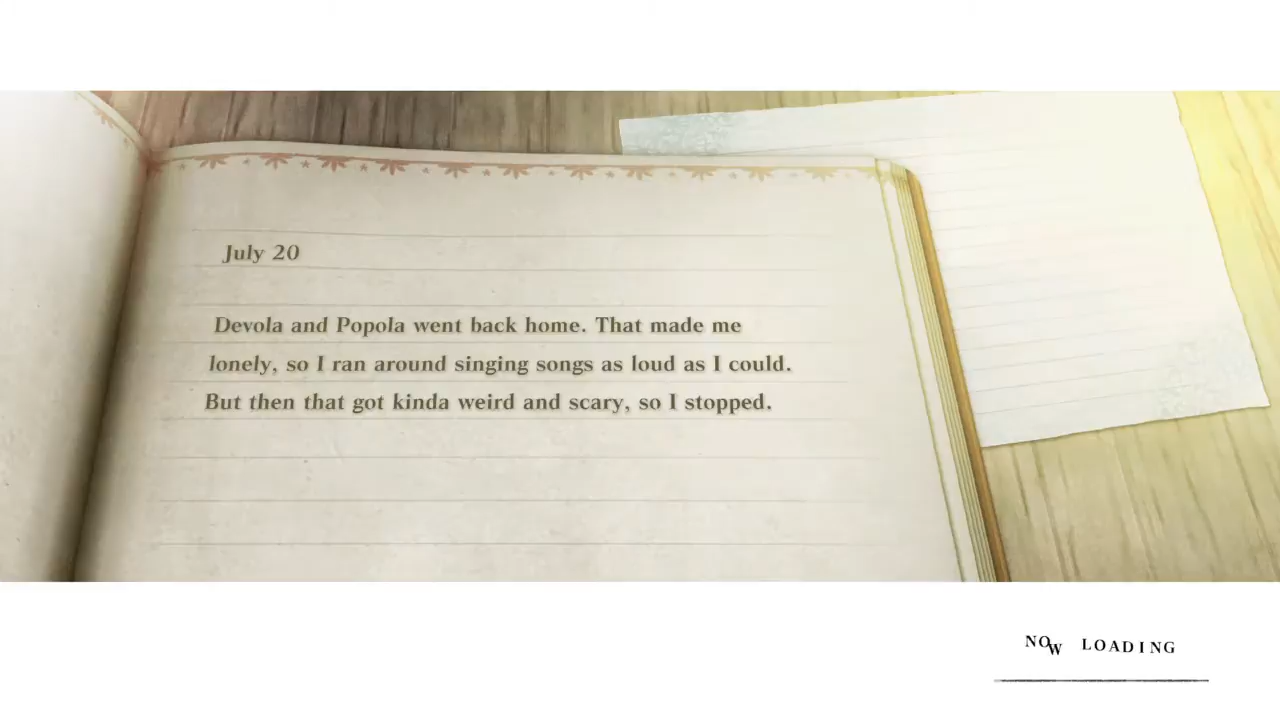 July 20
Devola and Popola went back home. That made me
lonely, so I ran around singing songs as loud as I could.
But then that got kinda weird and scary, so I stopped.
NOW LOADING